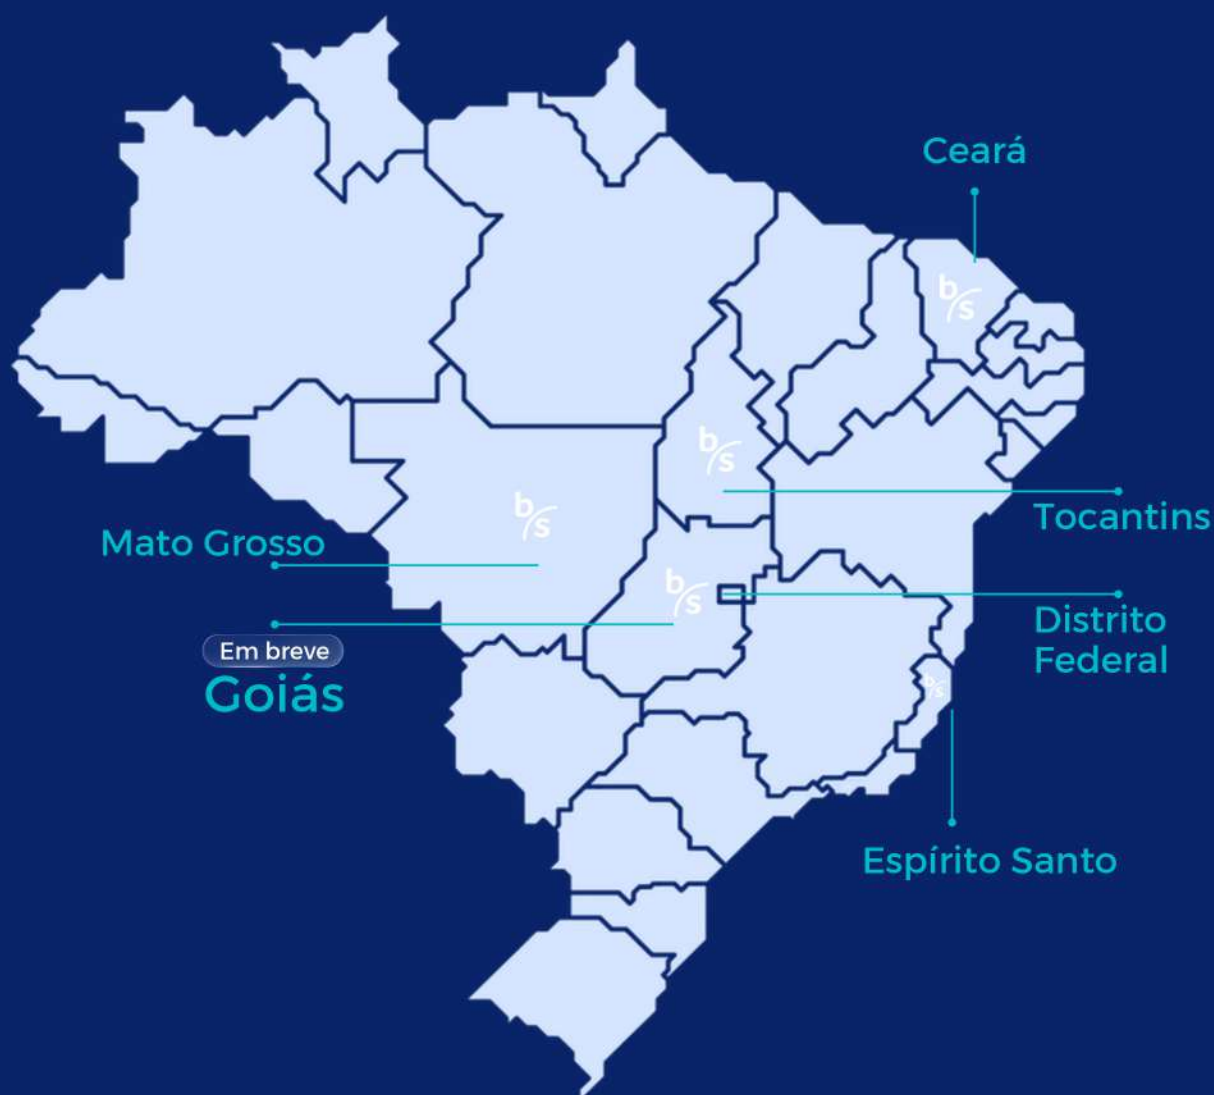 Ceará
b/s
b/s
Tocantins
b/s
Mato Grosso
b/s
Distrito
Federal
Em breve
Goiás
b/s
Espírito Santo